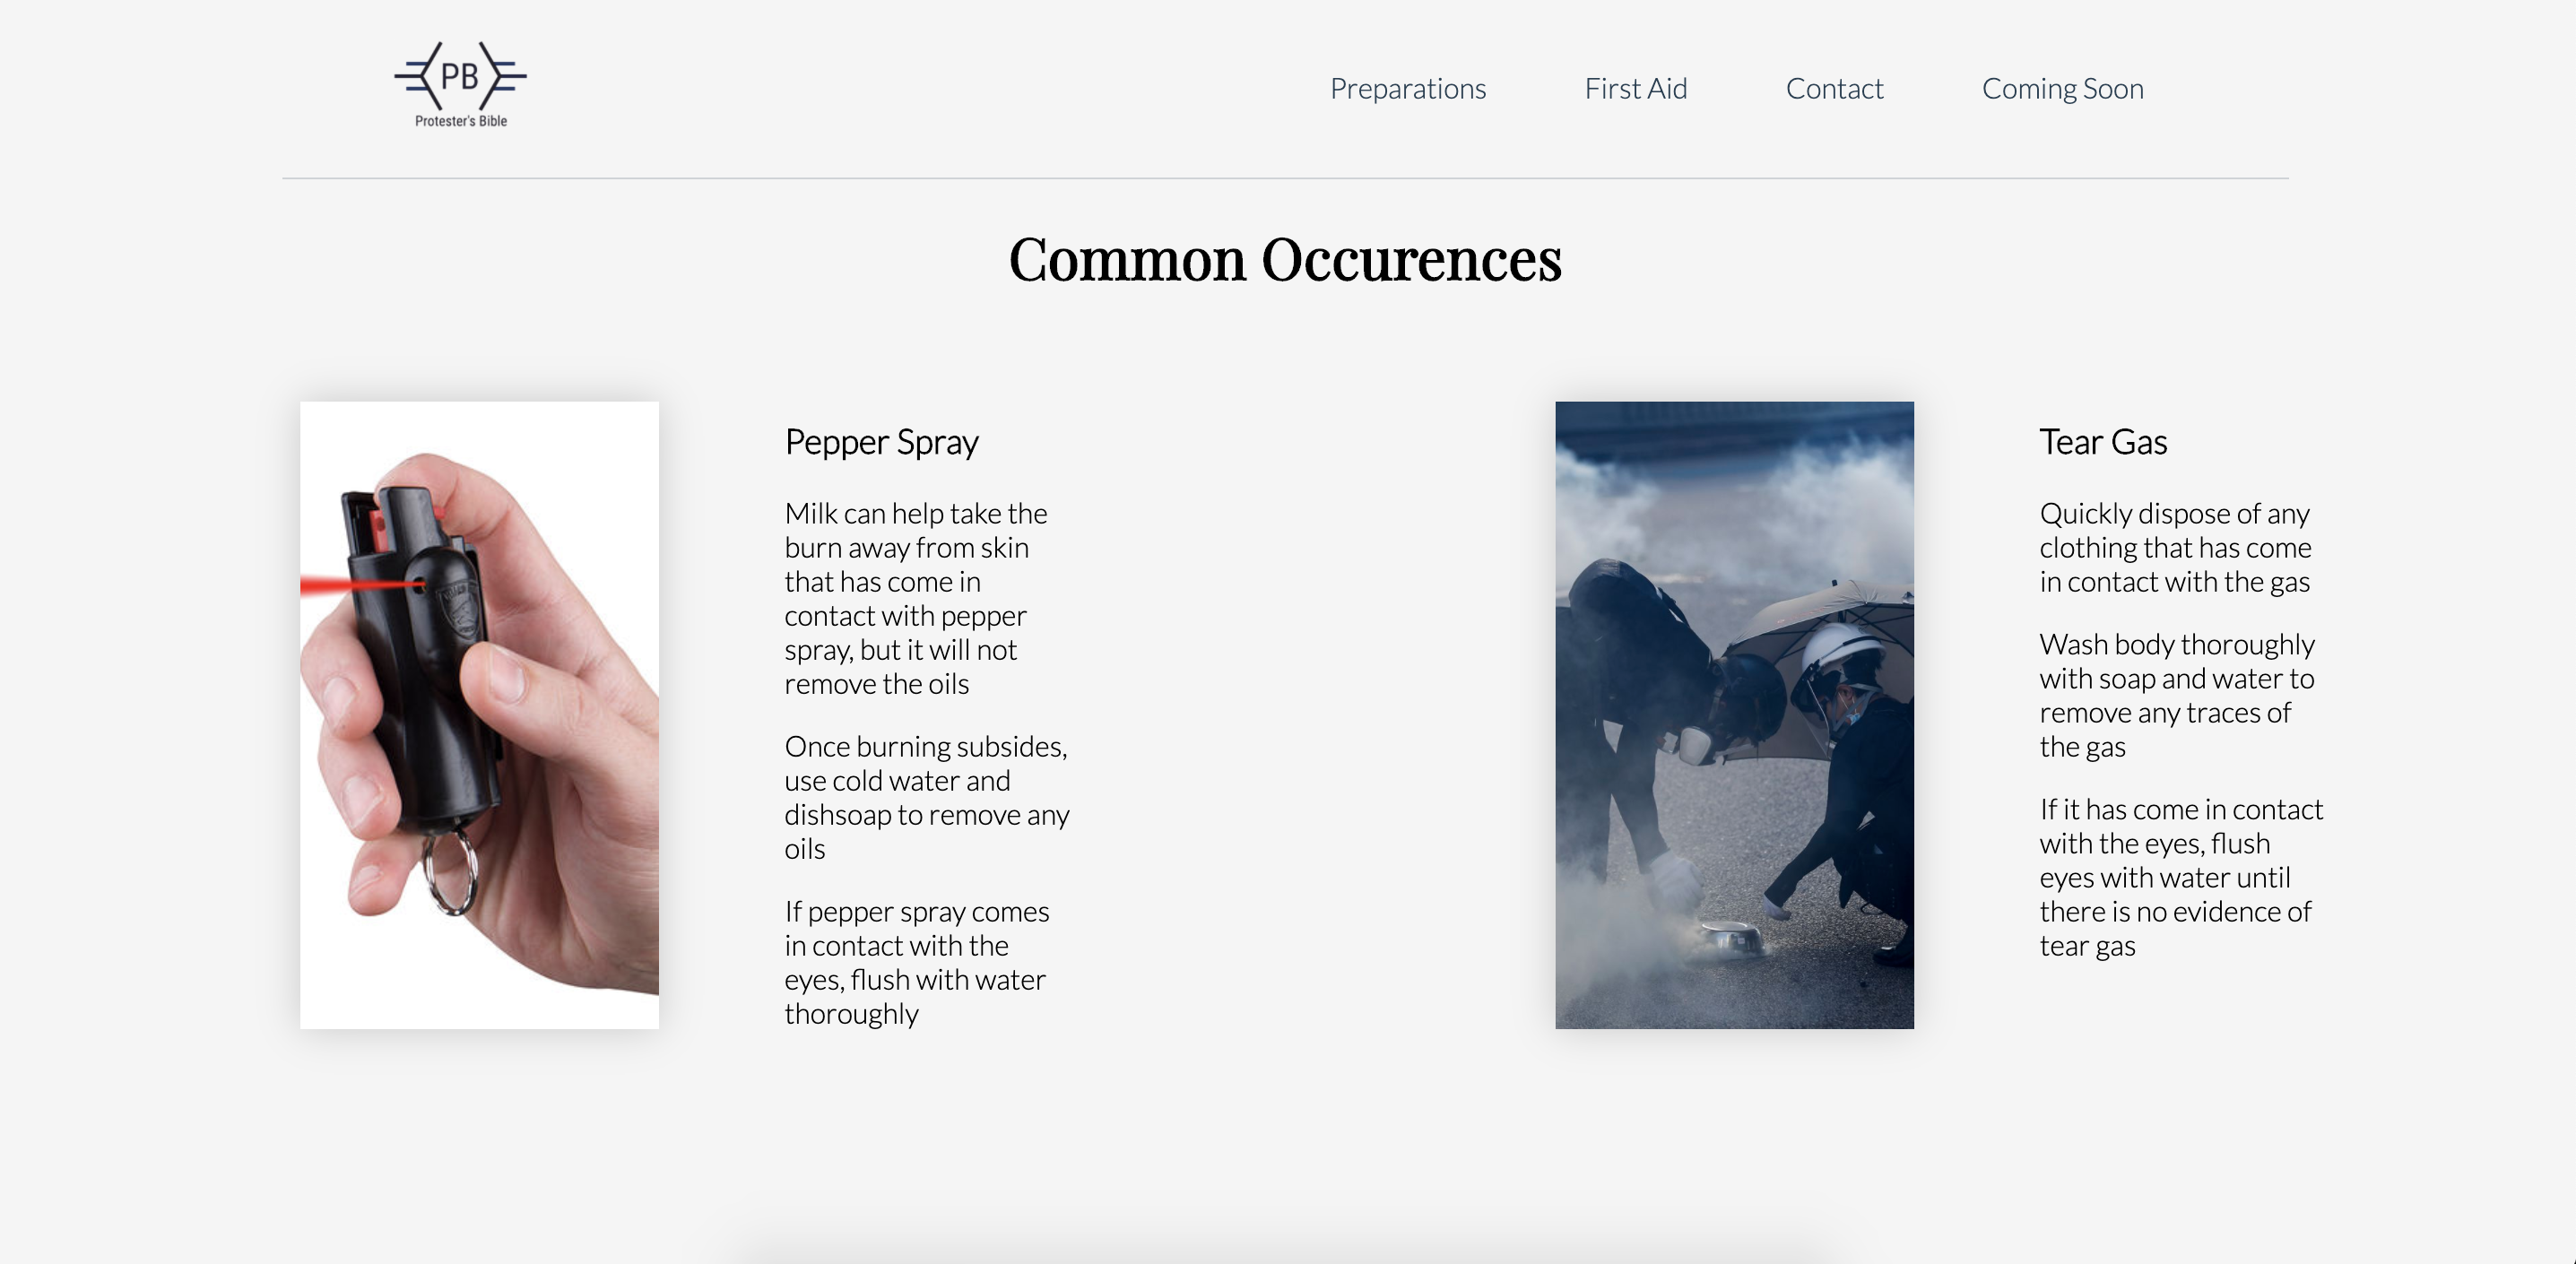 PB
Protester's Bible
Preparations
First Aid
Contact
Coming Soon
Common Occurences
Pepper Spray
Milk can help take the
burn away from skin
that has come in
contact with pepper
spray, but it will not
remove the oils
Once burning subsides,
use cold water and
dishsoap to remove any
oils
If pepper spray comes
in contact with the
eyes, flush with water
thoroughly
Tear Gas
Quickly dispose of any
clothing that has come
in contact with the gas
Wash body thoroughly
with soap and water to
remove any traces of
the gas
If it has come in contact
with the eyes, flush
eyes with water until
there is no evidence of
tear gas